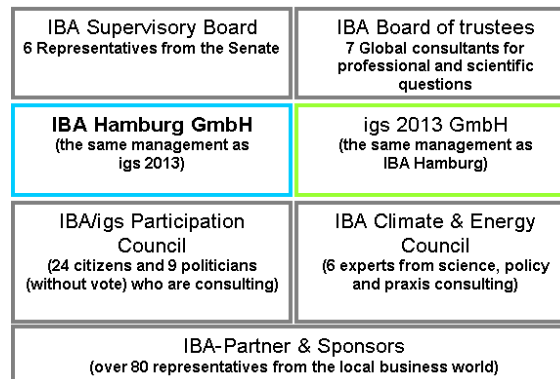 IBA Supervisory Board
6 Representatives from the Senate
IBA Board of trustees
7 Global consultants for
professional and scientific
questions
IBA Hamburg GmbH
(the same management as
igs 2013)
igs 2013 GmbH
(the same management as
IBA Hamburg)
IBA/igs Participation
Council
(24 citizens and 9 politicians
(without vote) who are consulting)
IBA Climate & Energy
Council
(6 experts from science, policy
and praxis consulting)
IBA-Partner & Sponsors
(over 80 representatives from the local business world)